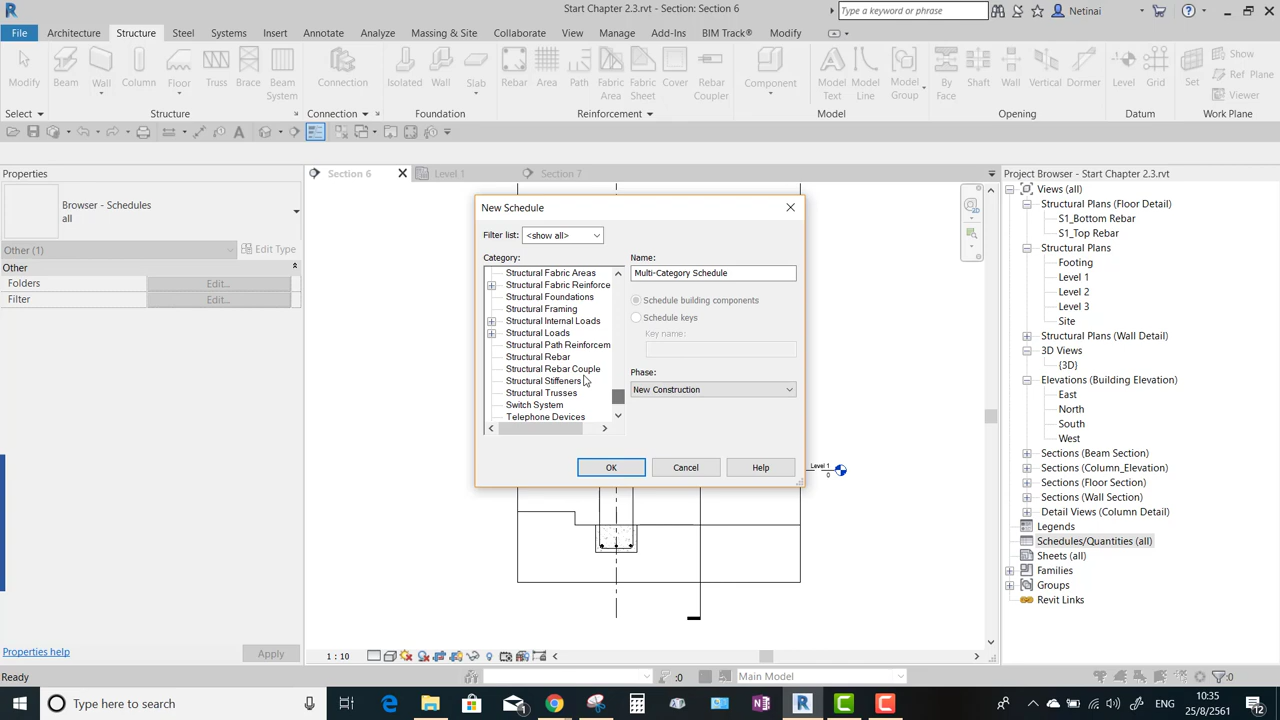 Start Chapter 2.3.rvt - Section: Section 6
Type a keyword or phrase
Netinai
File Architecture Structure Steel Systems Insert Annotate Analyze Massing & Site Collaborate View Manage Add-Ins BIM Track® Modify
Modify Beam Wall Column Floor Truss Brace Beam System Connection Isolated Wall Slab Rebar Area Path Fabric Area Fabric Sheet Cover Rebar Coupler Component Model Text Model Line Model Group By Face Shaft Wall Vertical Dormer Level Grid Set Show Ref Plane Viewer
Select Structure Connection Foundation Reinforcement Model Opening Datum Work Plane
Properties
Browser - Schedules
all
Other (1)
Edit Type
Other
Folders Edit...
Filter Edit...
Properties help
Apply
Section 6
Level 1
Section 7
New Schedule
Filter list: <show all>
Category:
Structural Fabric Areas
Structural Fabric Reinforce
Structural Foundations
Structural Framing
Structural Internal Loads
Structural Loads
Structural Path Reinforcem
Structural Rebar
Structural Rebar Couple
Structural Stiffeners
Structural Trusses
Switch System
Telephone Devices
Name:
Multi-Category Schedule
Schedule building components
Schedule keys
Key name:
Phase:
New Construction
OK
Cancel
Help
Level 1
0
Project Browser - Start Chapter 2.3.rvt
Views (all)
Structural Plans (Floor Detail)
S1_Bottom Rebar
S1_Top Rebar
Structural Plans
Footing
Level 1
Level 2
Level 3
Site
Structural Plans (Wall Detail)
3D Views
{3D}
Elevations (Building Elevation)
East
North
South
West
Sections (Beam Section)
Sections (Column_Elevation)
Sections (Floor Section)
Sections (Wall Section)
Detail Views (Column Detail)
Legends
Schedules/Quantities (all)
Sheets (all)
Families
Groups
Revit Links
1 : 10
Ready
:0
Main Model
:0
Type here to search
10:35
25/8/2561